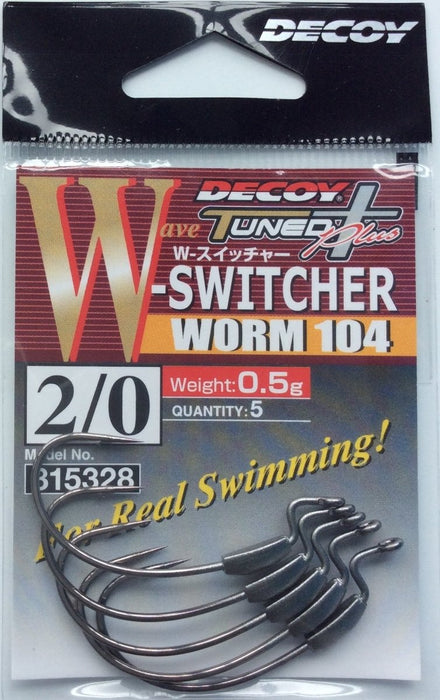 DECOY
DECOY®
Wave
TUNED
Plus
W-スイッチャー
-SWITCHER
WORM 104
2/0
Weight: 0.5g
QUANTITY: 5
Model No.
815328
For Real Swimming!